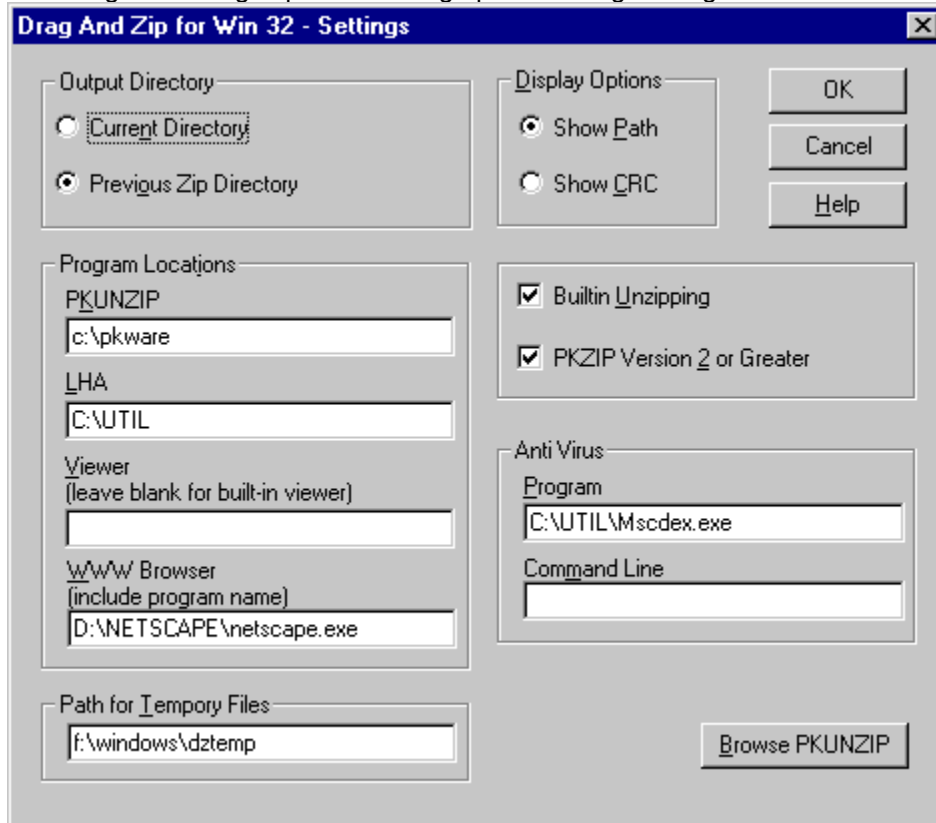 Drag And Zip for Win 32 - Settings
Output Directory
Current Directory
Previous Zip Directory
Display Options
Show Path
Show CRC
OK
Cancel
Help
Program Locations
PKUNZIP
c:\pkware
LHA
C:\UTIL
Viewer
(leave blank for built-in viewer)
WWW Browser
(include program name)
D:\NETSCAPE\netscape.exe
Builtin Unzipping
PKZIP Version 2 or Greater
Anti Virus
Program
C:\UTIL\Mscdex.exe
Command Line
Path for Tempory Files
f:\windows\dztemp
Browse PKUNZIP